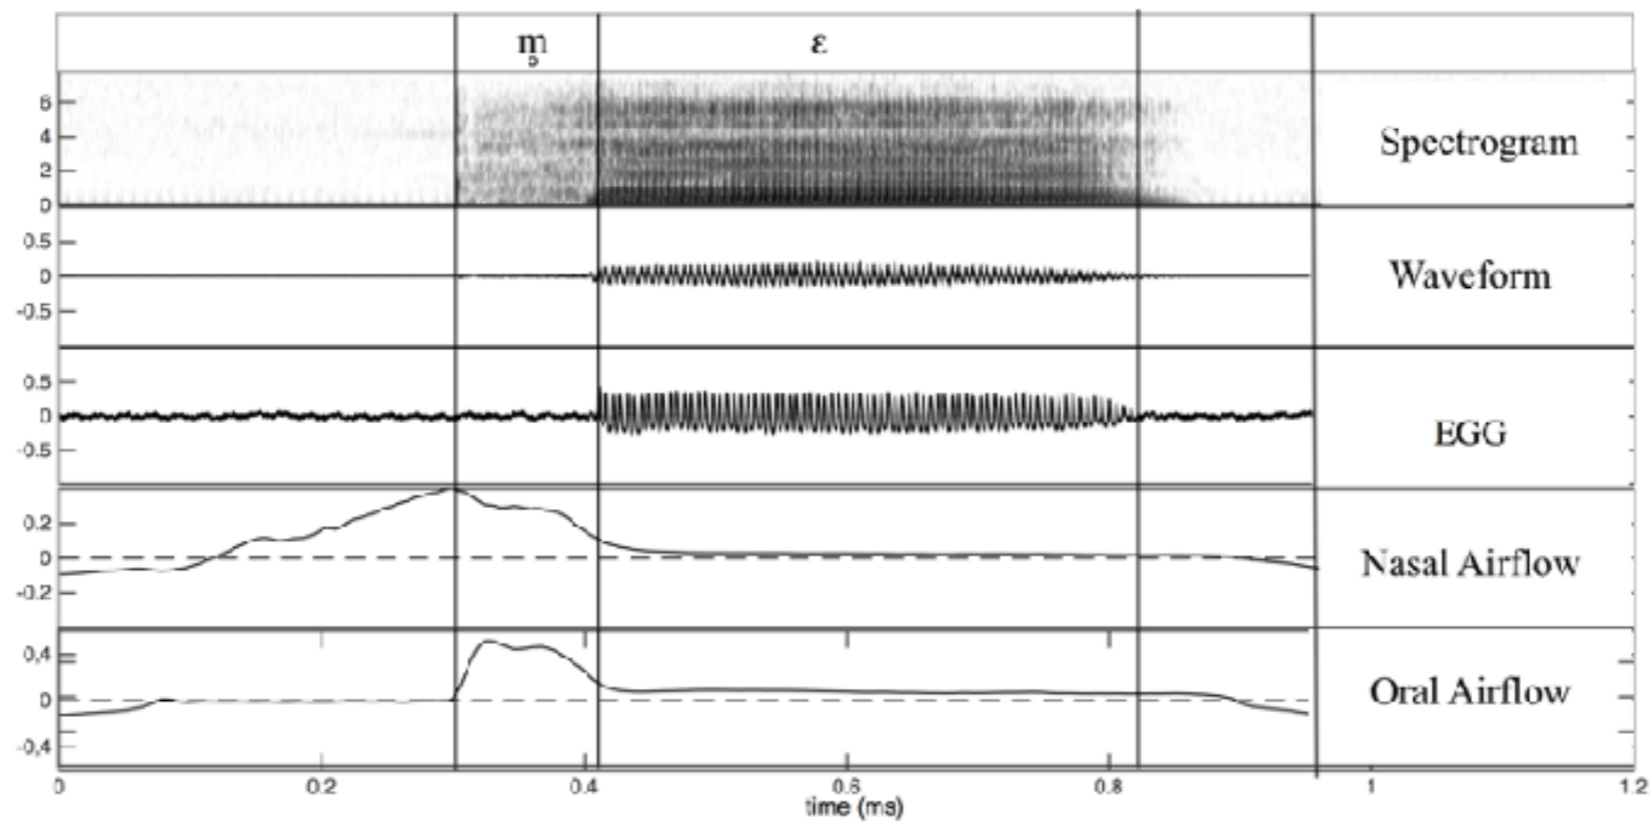 m̥ ɛ
6
4
2
0
Spectrogram
0.5
0
-0.5
Waveform
0.5
0
-0.5
EGG
0.2
0
-0.2
Nasal Airflow
0,4
0
-0,4
Oral Airflow
0 0.2 0.4 0.6 0.8 1 1.2
time (ms)